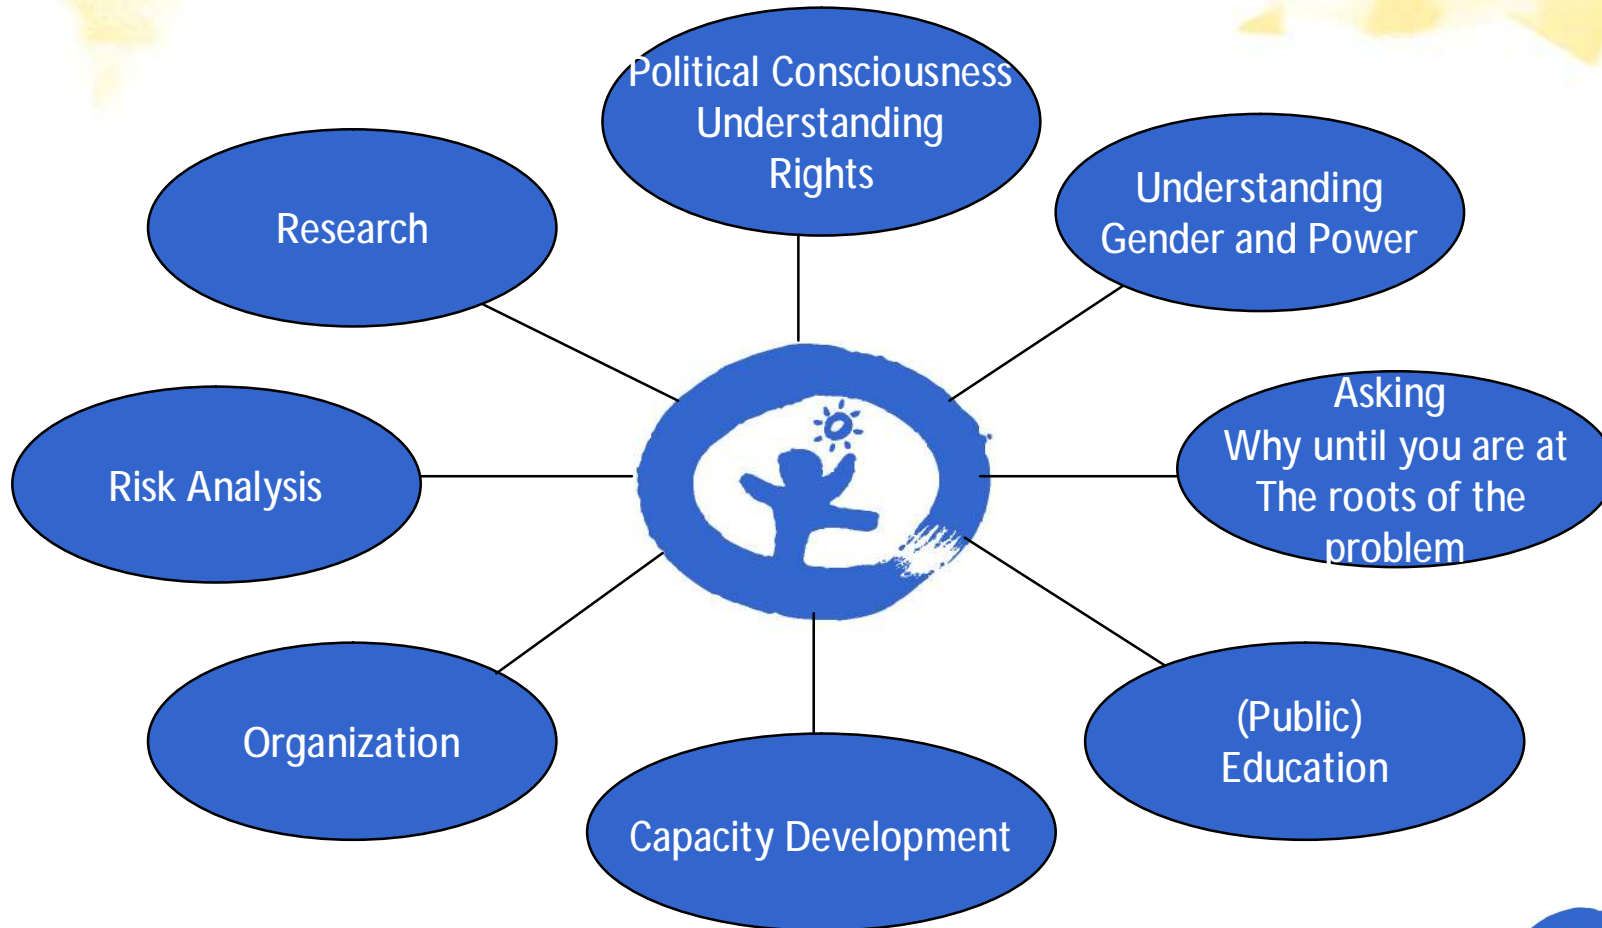 Political Consciousness
Understanding
Rights
Understanding
Gender and Power
Research
Asking
Why until you are at
The roots of the
problem
Risk Analysis
(Public)
Education
Organization
Capacity Development